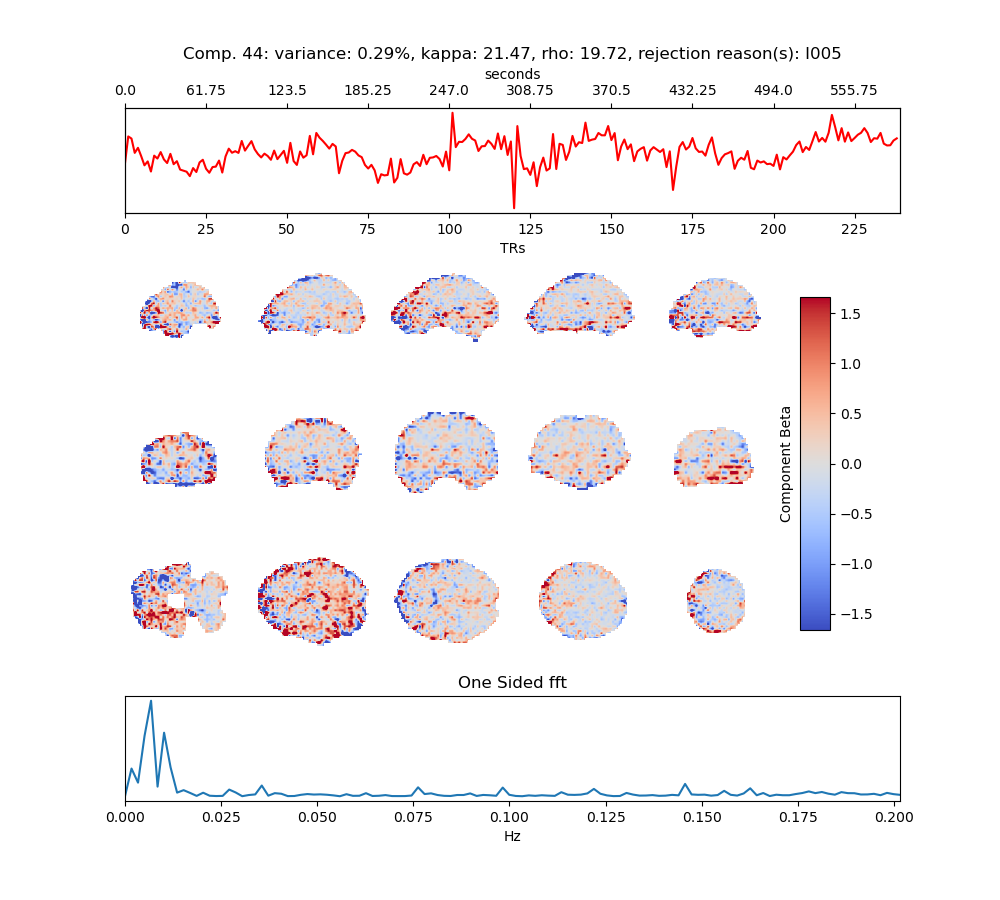 Comp. 44: variance: 0.29%, kappa: 21.47, rho: 19.72, rejection reason(s): I005
seconds
0.0 61.75 123.5 185.25 247.0 308.75 370.5 432.25 494.0 555.75
0 25 50 75 100 125 150 175 200 225
TRs
1.5
1.0
0.5
0.0
−0.5
−1.0
−1.5
Component Beta
One Sided fft
0.000 0.025 0.050 0.075 0.100 0.125 0.150 0.175 0.200
Hz